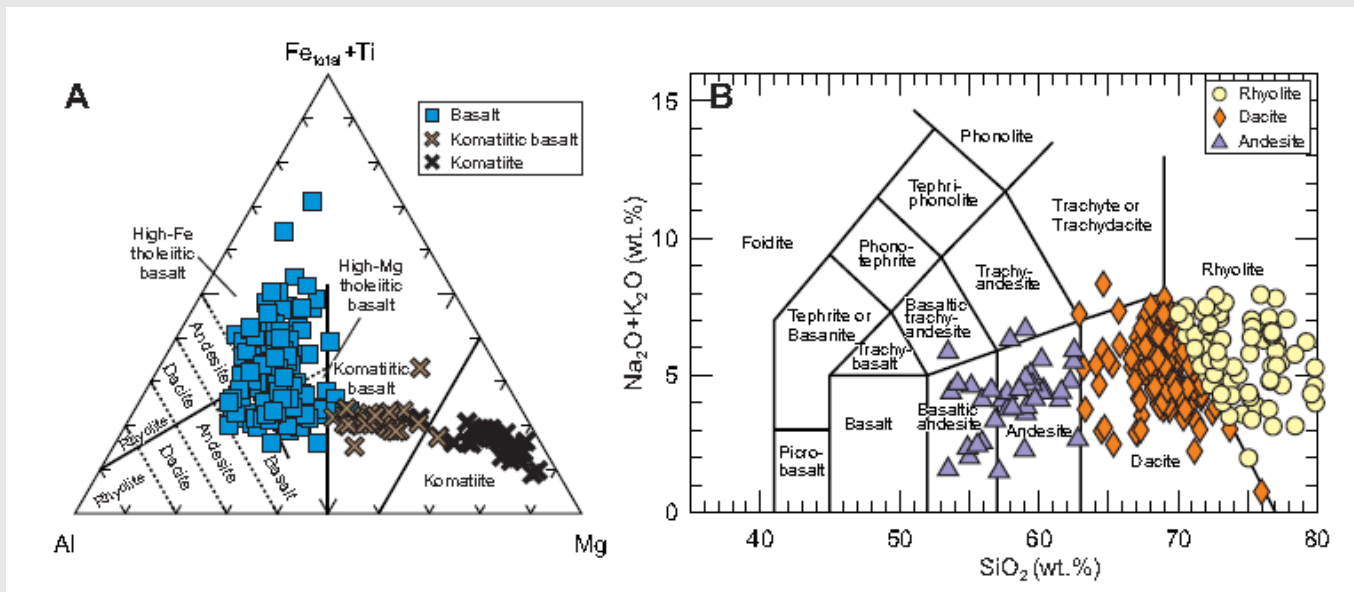 A
Fetotal+Ti
Basalt
Komatiitic basalt
Komatiite
High-Fe
tholeiitic
basalt
High-Mg
tholeiitic
basalt
Komatiitic
basalt
Andesite
Dacite
Rhyolite
Rhyolite
Dacite
Andesite
Basalt
Komatiite
Al
Mg
B
Rhyolite
Dacite
Andesite
Na2O+K2O (wt.%)
15
10
5
0
Phonolite
Tephri-
phonolite
Trachyte or
Trachydacite
Foidite
Phono-
tephrite
Trachy-
andesite
Rhyolite
Tephrite or
Basanite
Basaltic
trachy-
andesite
Trachy-
basalt
Basalt
Basaltic
andesite
Andesite
Dacite
Picro-
basalt
40
50
60
70
80
SiO2 (wt.%)